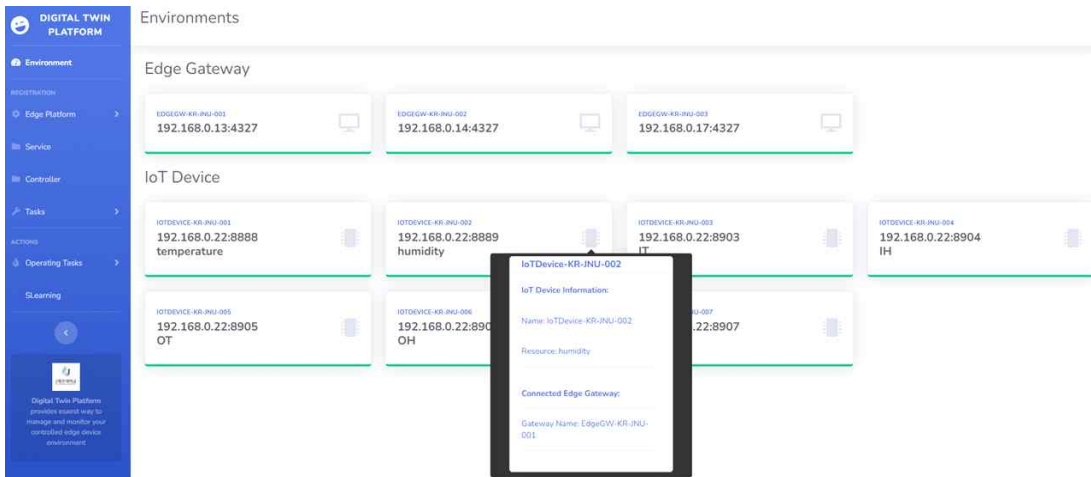 DIGITAL TWIN
PLATFORM
Environment
REGISTRATION
Edge Platform
Service
Controller
Tasks
ACTIONS
Operating Tasks
SLearning
Digital Twin Platform
provides easiest way to
manage and monitor your
controlled edge device
environment
Environments
Edge Gateway
EDGEGW-KR-JNU-001
192.168.0.13:4327
EDGEGW-KR-JNU-002
192.168.0.14:4327
EDGEGW-KR-JNU-003
192.168.0.17:4327
IoT Device
IOTDEVICE-KR-JNU-001
192.168.0.22:8888
temperature
IOTDEVICE-KR-JNU-002
192.168.0.22:8889
humidity
IOTDEVICE-KR-JNU-003
192.168.0.22:8903
IT
IOTDEVICE-KR-JNU-004
192.168.0.22:8904
IH
IOTDEVICE-KR-JNU-005
192.168.0.22:8905
OT
IOTDEVICE-KR-JNU-006
192.168.0.22:890
OH
NU-007
.22:8907
IoTDevice-KR-JNU-002
IoT Device Information:
Name: IoTDevice-KR-JNU-002
Resource: humidity
Connected Edge Gateway:
Gateway Name: EdgeGW-KR-JNU-
001